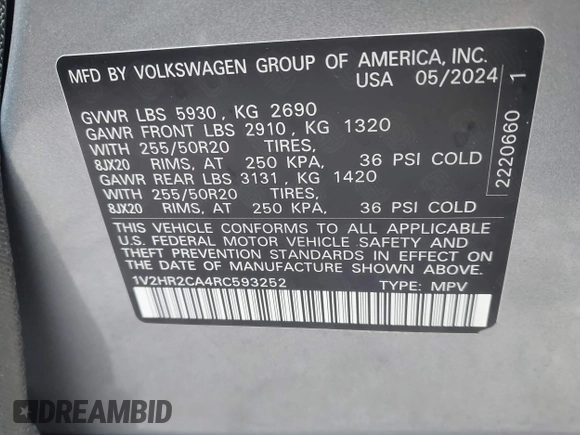 MFD BY VOLKSWAGEN GROUP OF AMERICA, INC.
USA 05/2024
GVWR LBS 5930 , KG 2690
GAWR FRONT LBS 2910 , KG 1320
WITH 255/50R20 TIRES,
8JX20 RIMS, AT 250 KPA, 36 PSI COLD
GAWR REAR LBS 3131 , KG 1420
WITH 255/50R20 TIRES,
8JX20 RIMS, AT 250 KPA, 36 PSI COLD
THIS VEHICLE CONFORMS TO ALL APPLICABLE
U.S. FEDERAL MOTOR VEHICLE SAFETY AND
THEFT PREVENTION STANDARDS IN EFFECT ON
THE DATE OF MANUFACTURE SHOWN ABOVE.
1V2HR2CA4RC593252 TYPE: MPV
2220660 1
DREAMBID